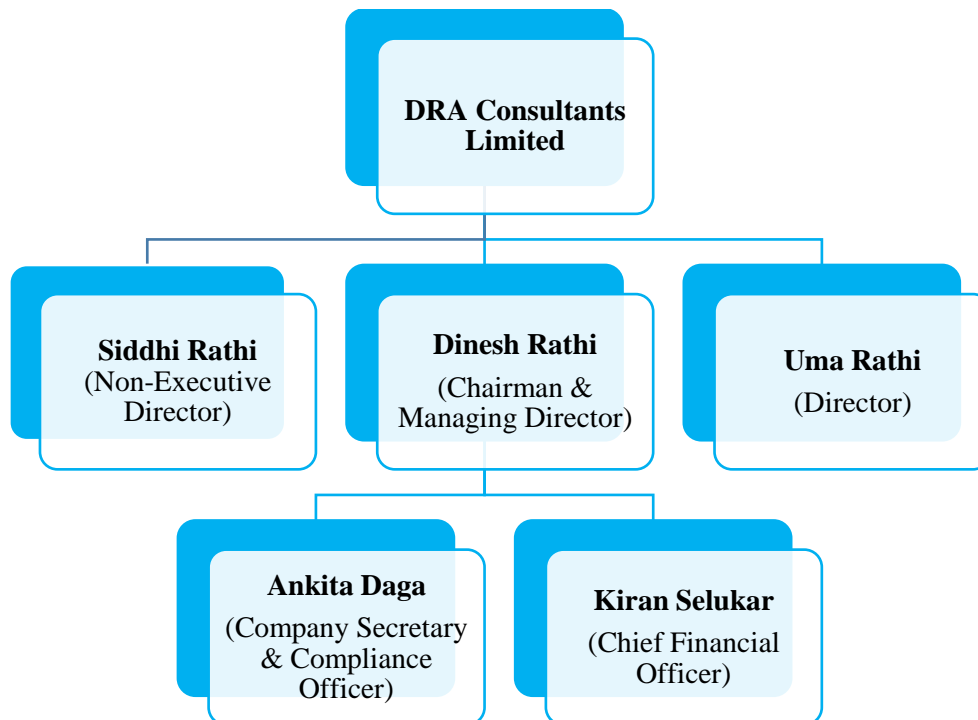 DRA Consultants
Limited
Siddhi Rathi
(Non-Executive
Director)
Dinesh Rathi
(Chairman &
Managing Director)
Uma Rathi
(Director)
Ankita Daga
(Company Secretary
& Compliance
Officer)
Kiran Selukar
(Chief Financial
Officer)